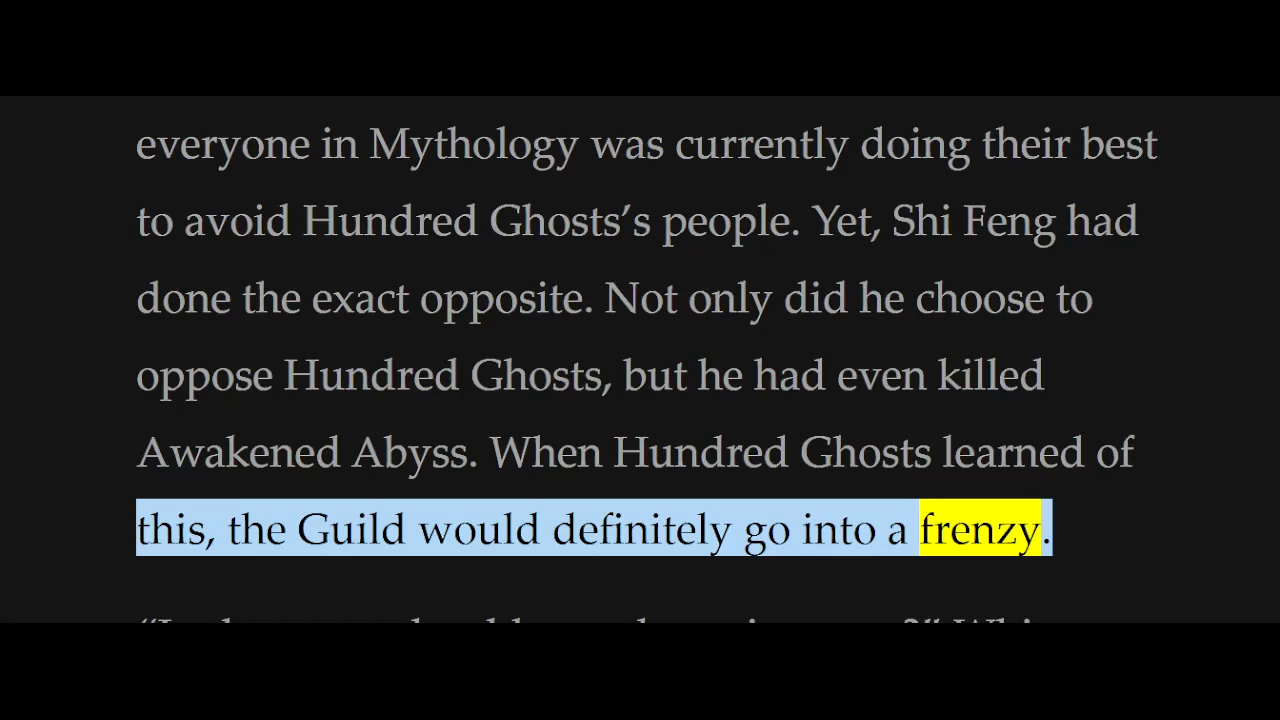 everyone in Mythology was currently doing their best
to avoid Hundred Ghosts’s people. Yet, Shi Feng had
done the exact opposite. Not only did he choose to
oppose Hundred Ghosts, but he had even killed
Awakened Abyss. When Hundred Ghosts learned of
this, the Guild would definitely go into a frenzy.